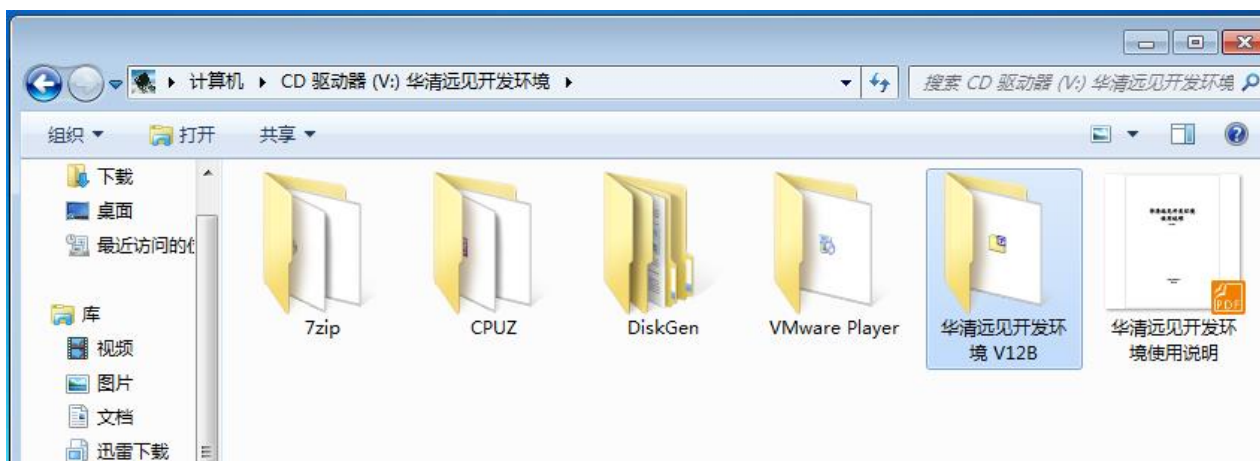 计算机 CD 驱动器 (V:) 华清远见开发环境
搜索 CD 驱动器 (V:) 华清远见开发环境
组织 打开 共享
下载
桌面
最近访问的
库
视频
图片
文档
迅雷下载
7zip
CPUZ
DiskGen
VMware Player
华清远见开发环
境 V12B
华清远见开发环
境使用说明
PDF